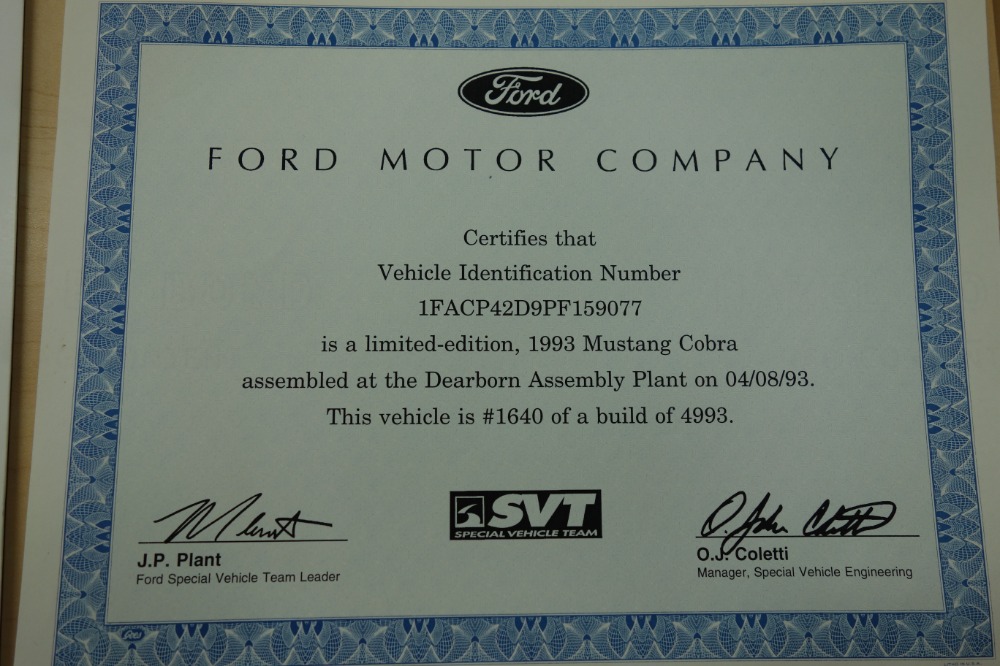 Ford
FORD MOTOR COMPANY
Certifies that
Vehicle Identification Number
1FACP42D9PF159077
is a limited-edition, 1993 Mustang Cobra
assembled at the Dearborn Assembly Plant on 04/08/93.
This vehicle is #1640 of a build of 4993.
SVT
SPECIAL VEHICLE TEAM
J.P. Plant
Ford Special Vehicle Team Leader
O. John Coletti
O.J. Coletti
Manager, Special Vehicle Engineering